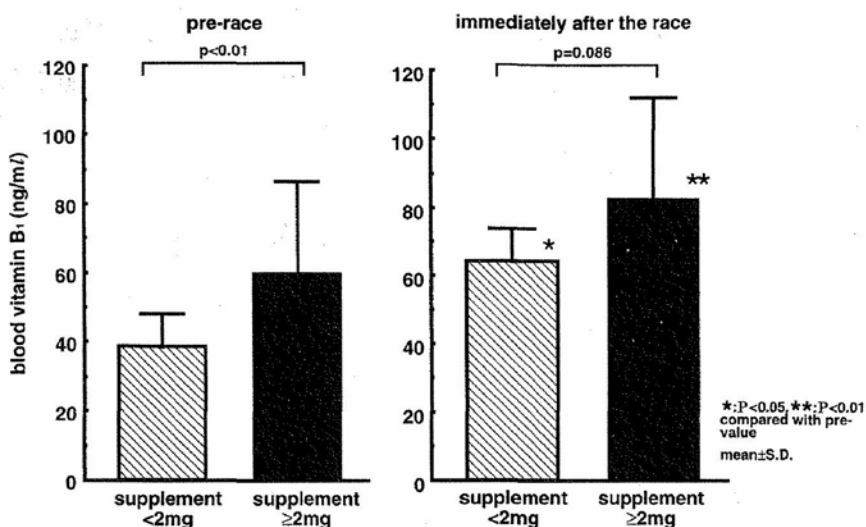 pre-race
p<0.01
120
100
80
60
40
20
0
blood vitamin B₁ (ng/ml)
supplement
<2mg
supplement
≥2mg
immediately after the race
p=0.086
120
100
80
60
40
20
0
*
**
supplement
<2mg
supplement
≥2mg
*:P<0.05,**:P<0.01
compared with pre-
value
mean±S.D.